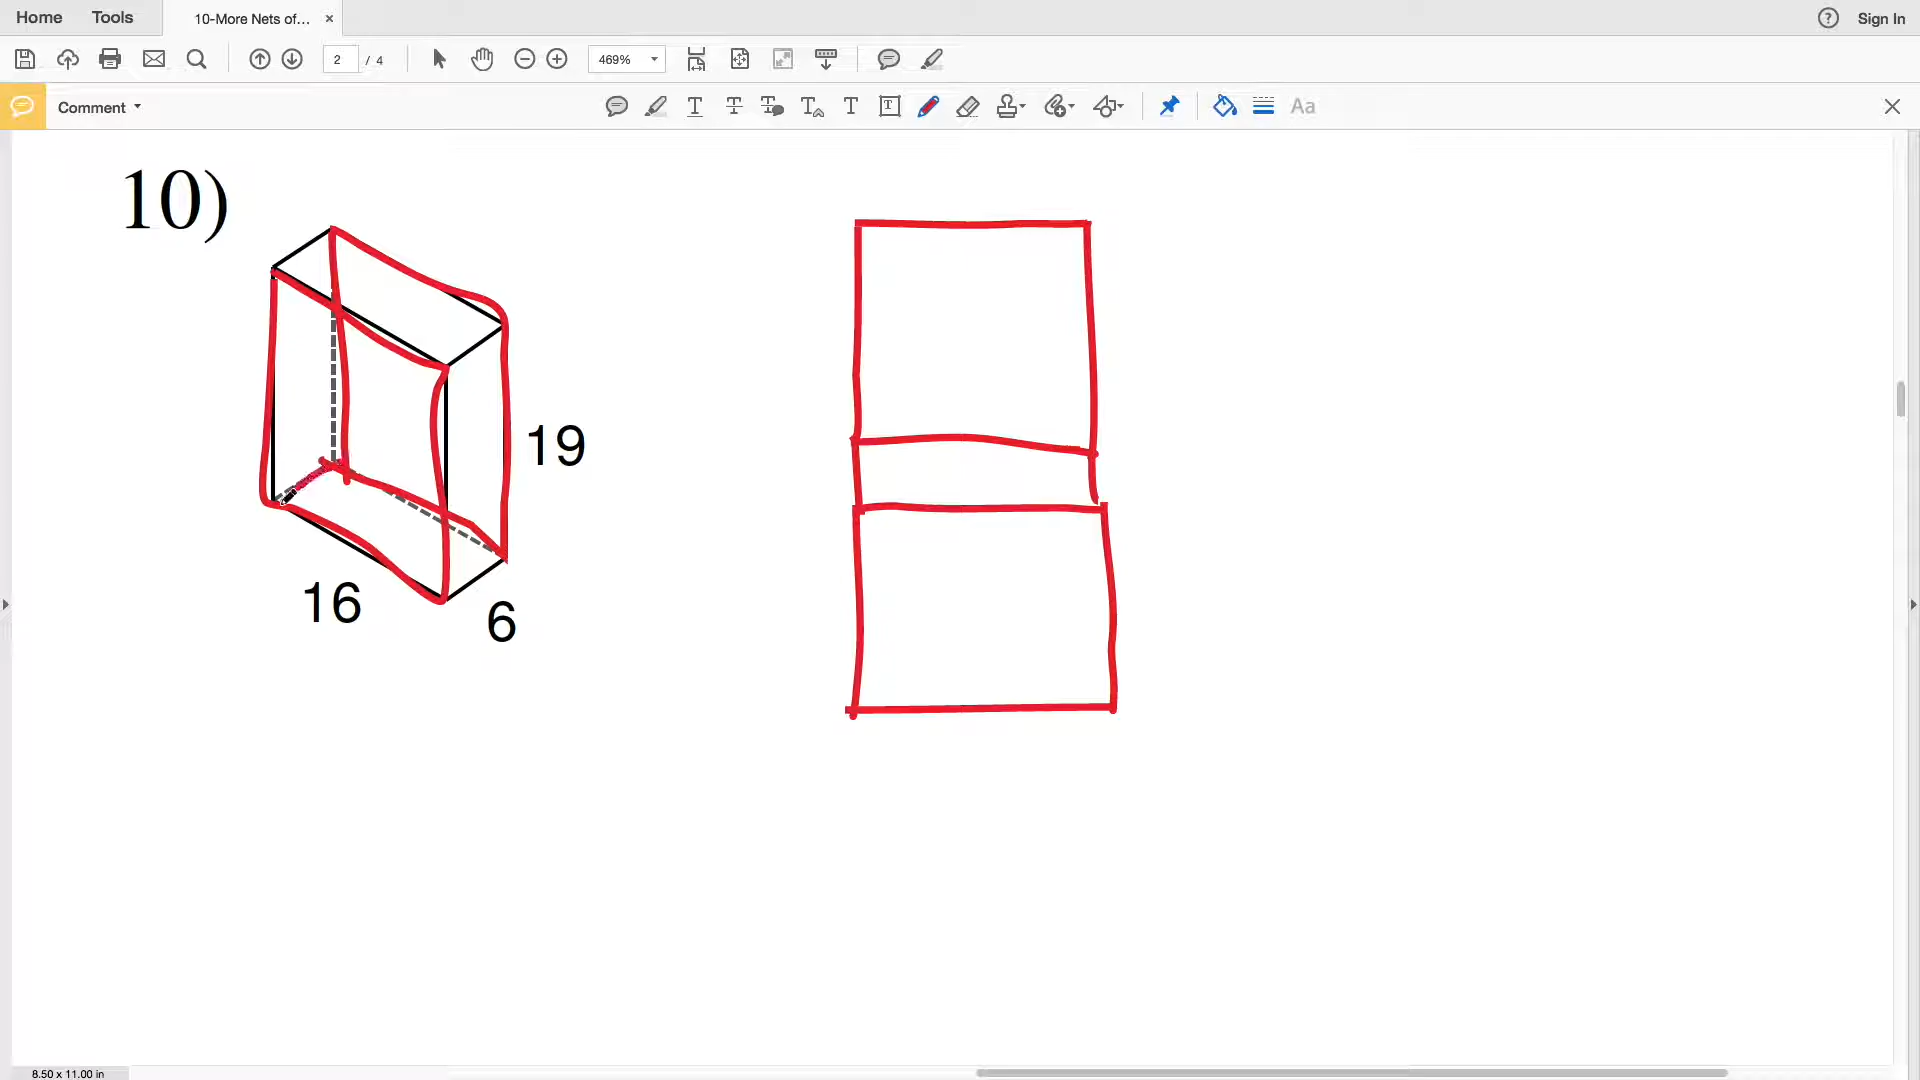 Home Tools 10-More Nets of... × ? Sign In
2 / 4 469%
Comment T T T T T T Aa
10)
19
16
6
8.50 x 11.00 in